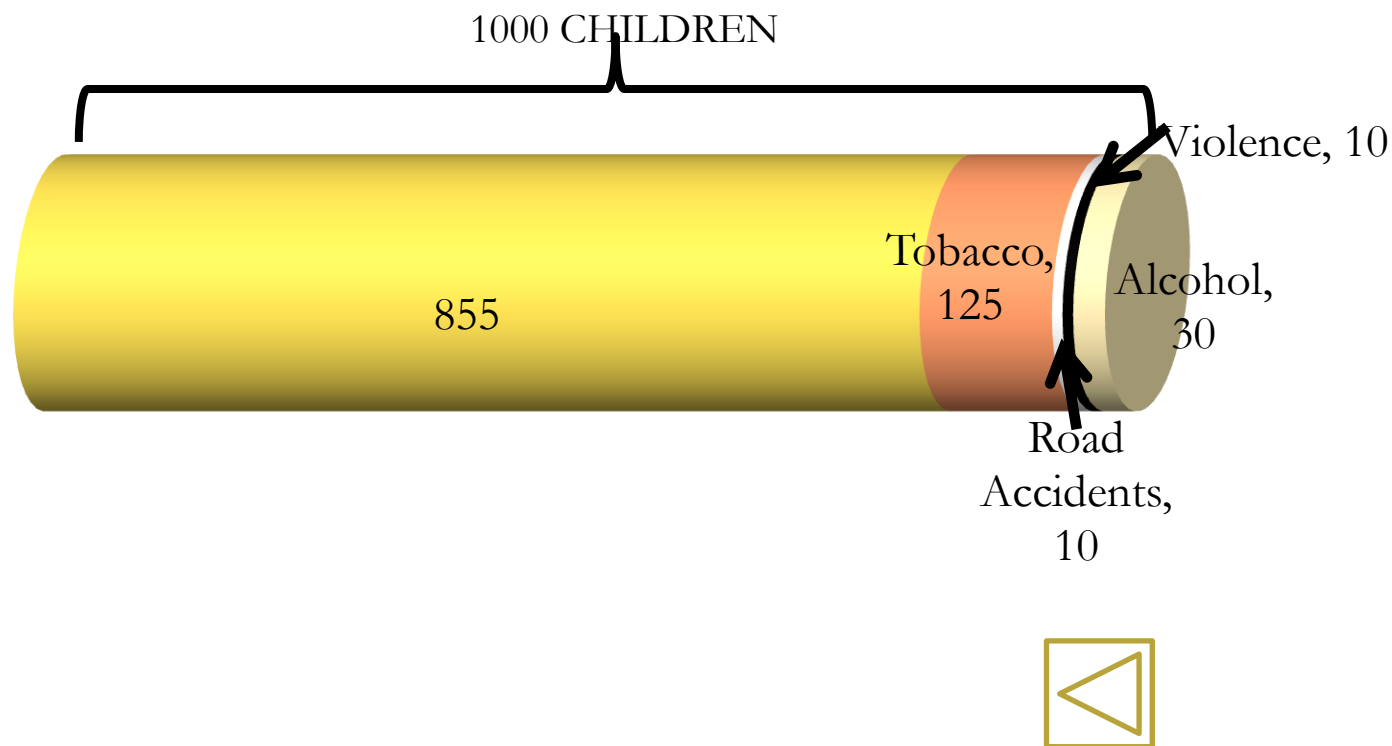 1000 CHILDREN
Violence, 10
Tobacco,
125
Alcohol,
30
855
Road
Accidents,
10